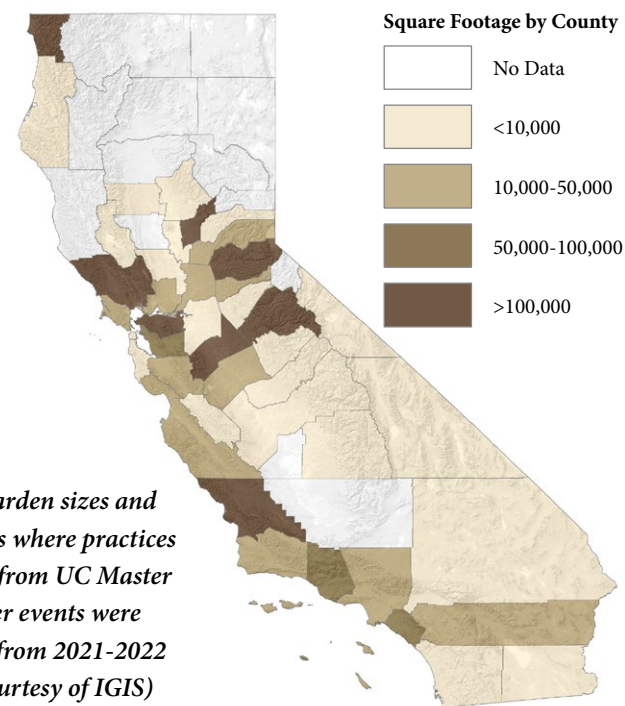 Square Footage by County
No Data
<10,000
10,000-50,000
50,000-100,000
>100,000
arden sizes and
s where practices
from UC Master
er events were
from 2021-2022
urtesy of IGIS)